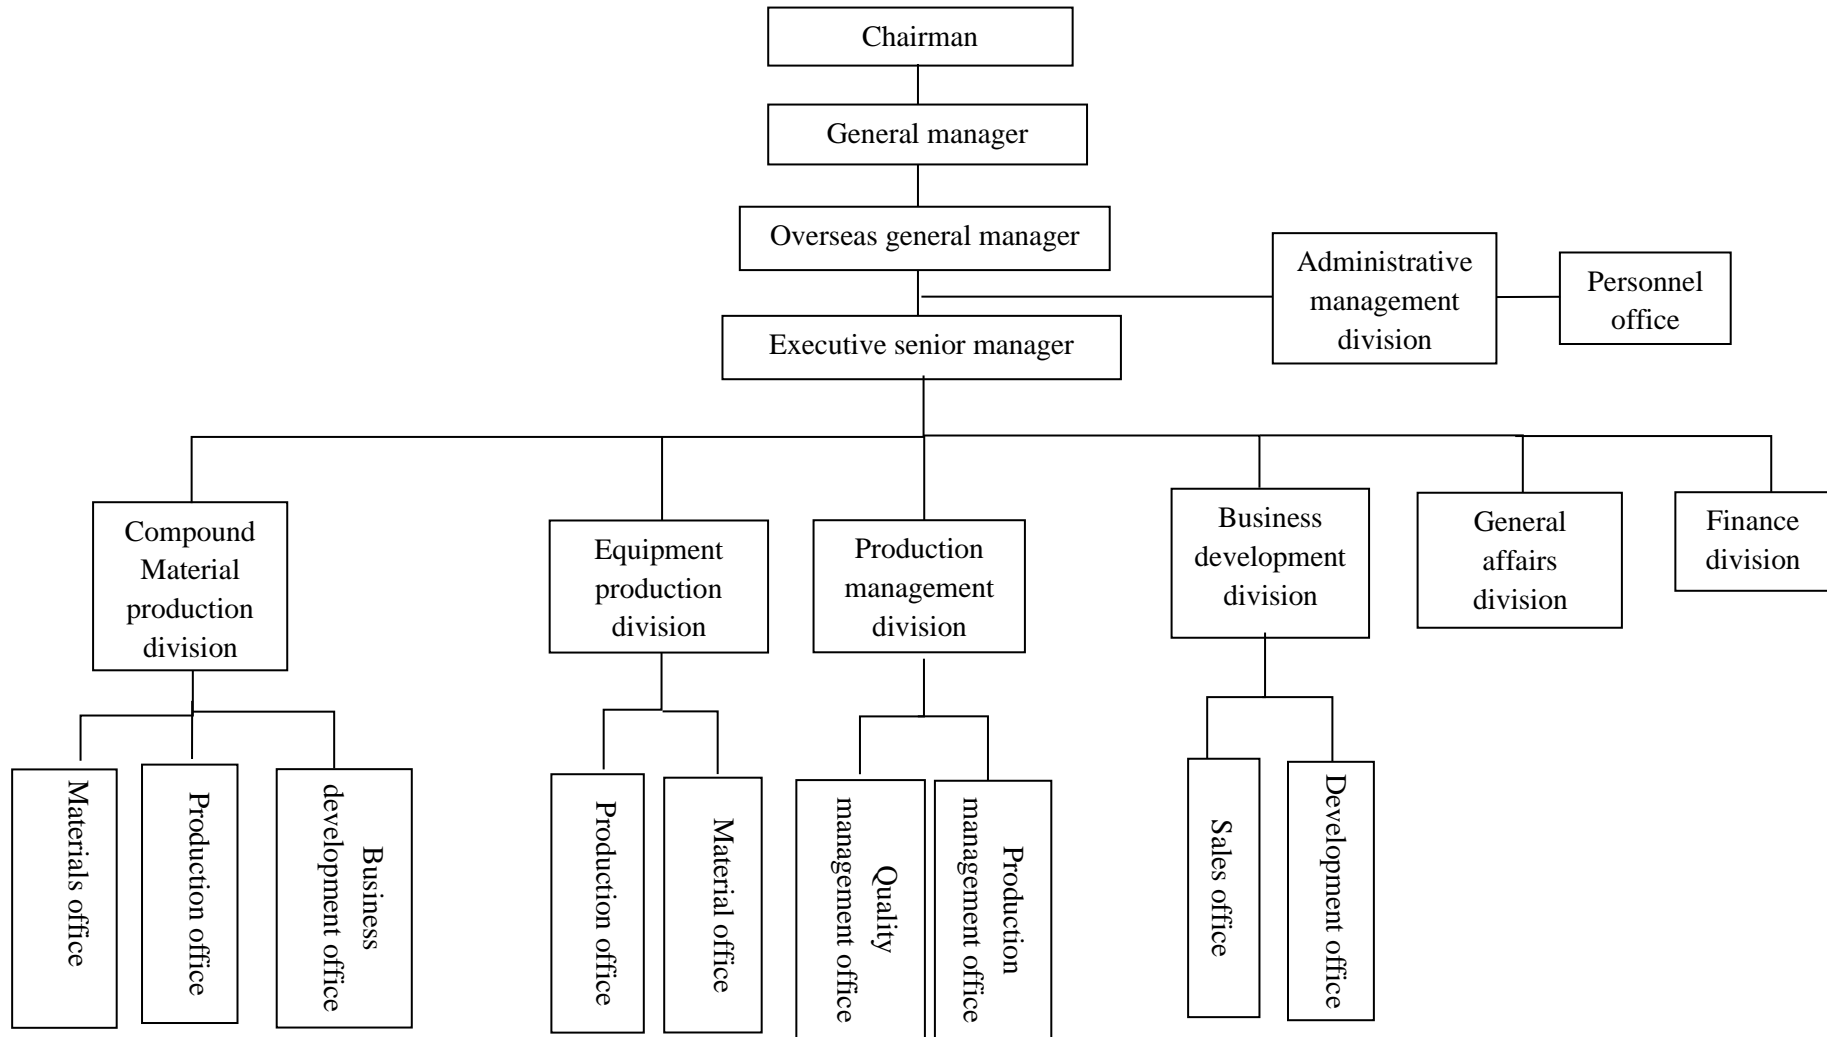 Chairman
General manager
Overseas general manager
Administrative
management
division
Personnel
office
Executive senior manager
Compound
Material
production
division
Equipment
production
division
Production
management
division
Business
development
division
General
affairs
division
Finance
division
Materials office
Production office
Business
development office
Production office
Material office
Quality
management office
Production
management office
Sales office
Development office